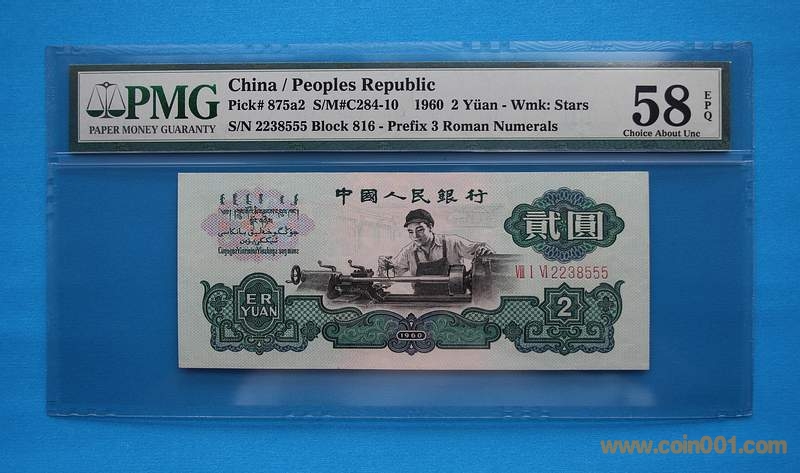 PMG
PAPER MONEY GUARANTY
China / Peoples Republic
Pick# 875a2 S/M#C284-10 1960 2 Yüan - Wmk: Stars
S/N 2238555 Block 816 - Prefix 3 Roman Numerals
58
EPQ
Choice About Unc
中國人民銀行
貳圓
VIII I VI 2238555
ER
YUAN
2
1960
www.coin001.com